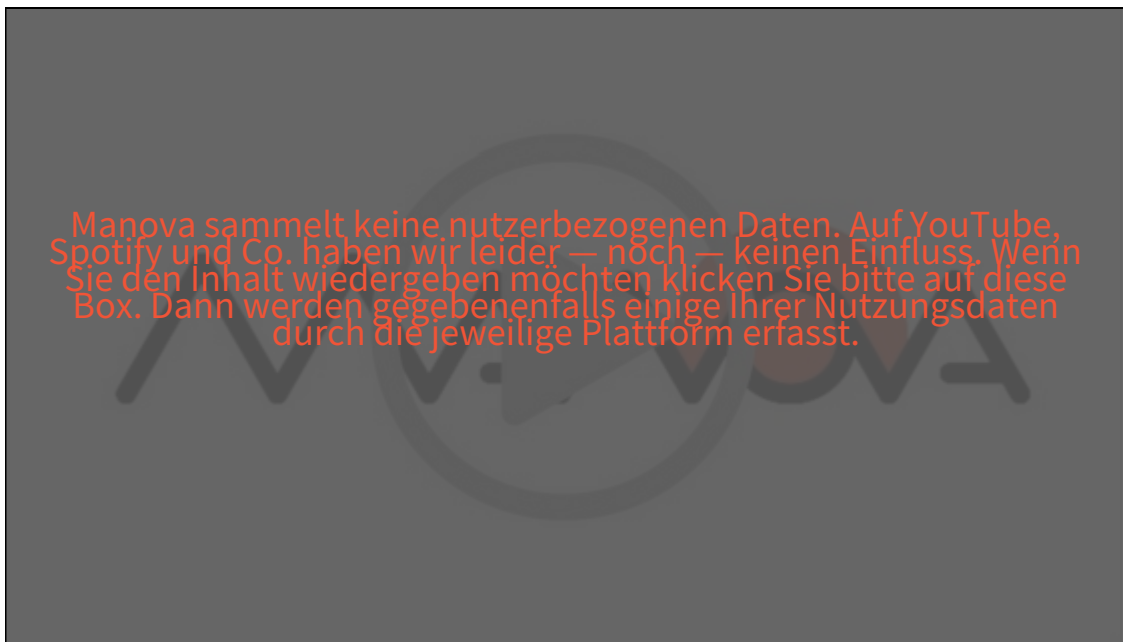 Manova sammelt keine nutzerbezogenen Daten. Auf YouTube,
Spotify und Co. haben wir leider — noch — keinen Einfluss. Wenn
Sie den Inhalt wiedergeben möchten klicken Sie bitte auf diese
Box. Dann werden gegebenenfalls einige Ihrer Nutzungsdaten
durch die jeweilige Plattform erfasst.
MANOVA